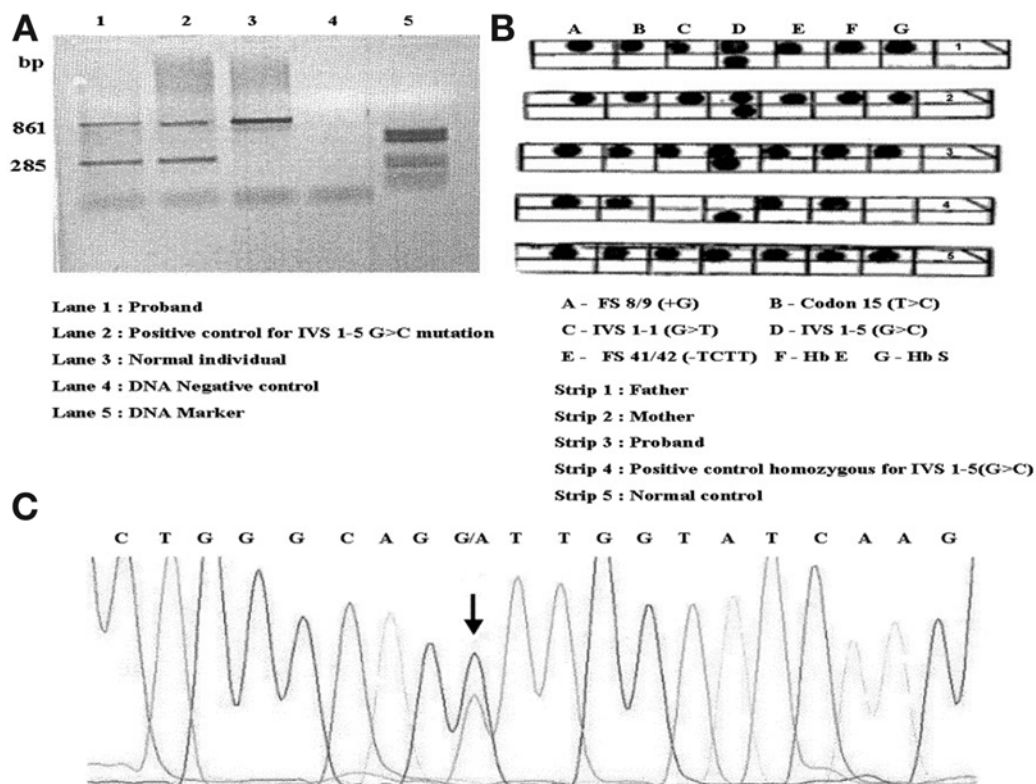 A
1 2 3 4 5
bp
861
285
Lane 1 : Proband
Lane 2 : Positive control for IVS 1-5 G>C mutation
Lane 3 : Normal individual
Lane 4 : DNA Negative control
Lane 5 : DNA Marker
B
A B C D E F G
1
2
3
4
5
A - FS 8/9 (+G) B - Codon 15 (T>C)
C - IVS 1-1 (G>T) D - IVS 1-5 (G>C)
E - FS 41/42 (-TCTT) F - Hb E G - Hb S
Strip 1 : Father
Strip 2 : Mother
Strip 3 : Proband
Strip 4 : Positive control homozygous for IVS 1-5(G>C)
Strip 5 : Normal control
C
C T G G G C A G G/A T T G G T A T C A A G